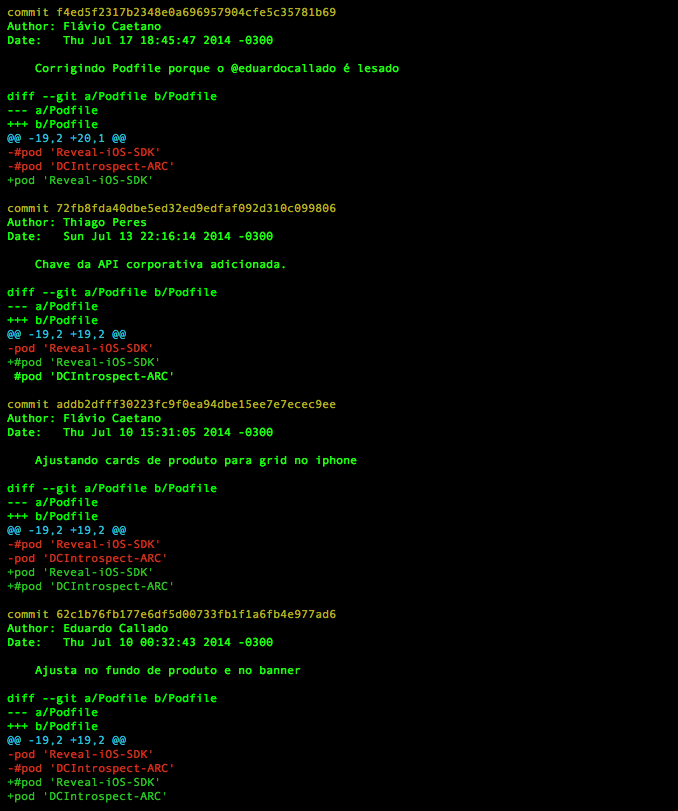 commit f4ed5f2317b2348e0a696957904cfe5c35781b69
Author: Flávio Caetano
Date:   Thu Jul 17 18:45:47 2014 -0300
    Corrigindo Podfile porque o @eduardocallado é lesado
diff --git a/Podfile b/Podfile
--- a/Podfile
+++ b/Podfile
@@ -19,2 +20,1 @@
-#pod 'Reveal-iOS-SDK'
-#pod 'DCIntrospect-ARC'
+pod 'Reveal-iOS-SDK'
commit 72fb8fda40dbe5ed32ed9edfaf092d310c099806
Author: Thiago Peres
Date:   Sun Jul 13 22:16:14 2014 -0300
    Chave da API corporativa adicionada.
diff --git a/Podfile b/Podfile
--- a/Podfile
+++ b/Podfile
@@ -19,2 +19,2 @@
-pod 'Reveal-iOS-SDK'
+#pod 'Reveal-iOS-SDK'
 #pod 'DCIntrospect-ARC'
commit addb2dfff30223fc9f0ea94dbe15ee7e7ecec9ee
Author: Flávio Caetano
Date:   Thu Jul 10 15:31:05 2014 -0300
    Ajustando cards de produto para grid no iphone
diff --git a/Podfile b/Podfile
--- a/Podfile
+++ b/Podfile
@@ -19,2 +19,2 @@
-#pod 'Reveal-iOS-SDK'
-pod 'DCIntrospect-ARC'
+pod 'Reveal-iOS-SDK'
+#pod 'DCIntrospect-ARC'
commit 62c1b76fb177e6df5d00733fb1f1a6fb4e977ad6
Author: Eduardo Callado
Date:   Thu Jul 10 00:32:43 2014 -0300
    Ajusta no fundo de produto e no banner
diff --git a/Podfile b/Podfile
--- a/Podfile
+++ b/Podfile
@@ -19,2 +19,2 @@
-pod 'Reveal-iOS-SDK'
-#pod 'DCIntrospect-ARC'
+#pod 'Reveal-iOS-SDK'
+pod 'DCIntrospect-ARC'